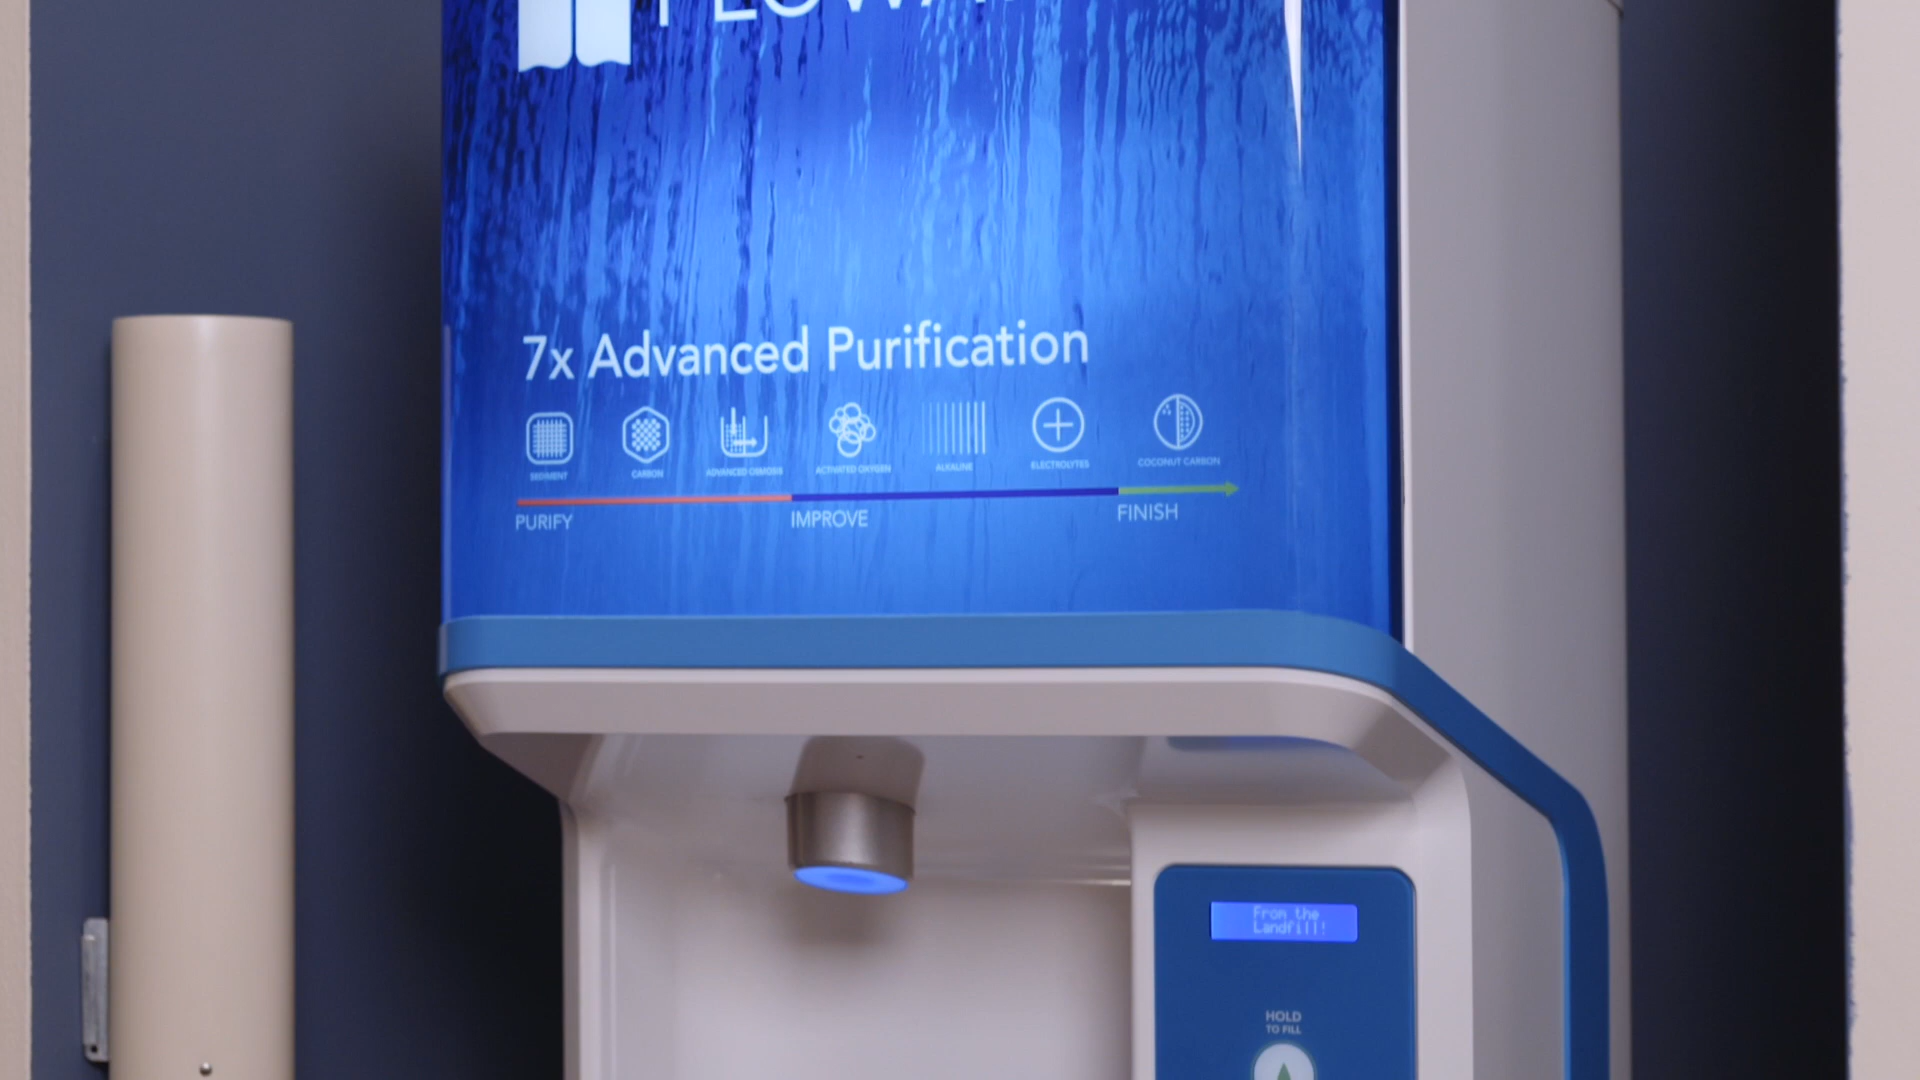 7x Advanced Purification
SEDIMENT
CARBON
ADVANCED OSMOSIS
ACTIVATED OXYGEN
ALKALINE
ELECTROLYTES
COCONUT CARBON
PURIFY
IMPROVE
FINISH
From the
Landfill!
HOLD
TO FILL